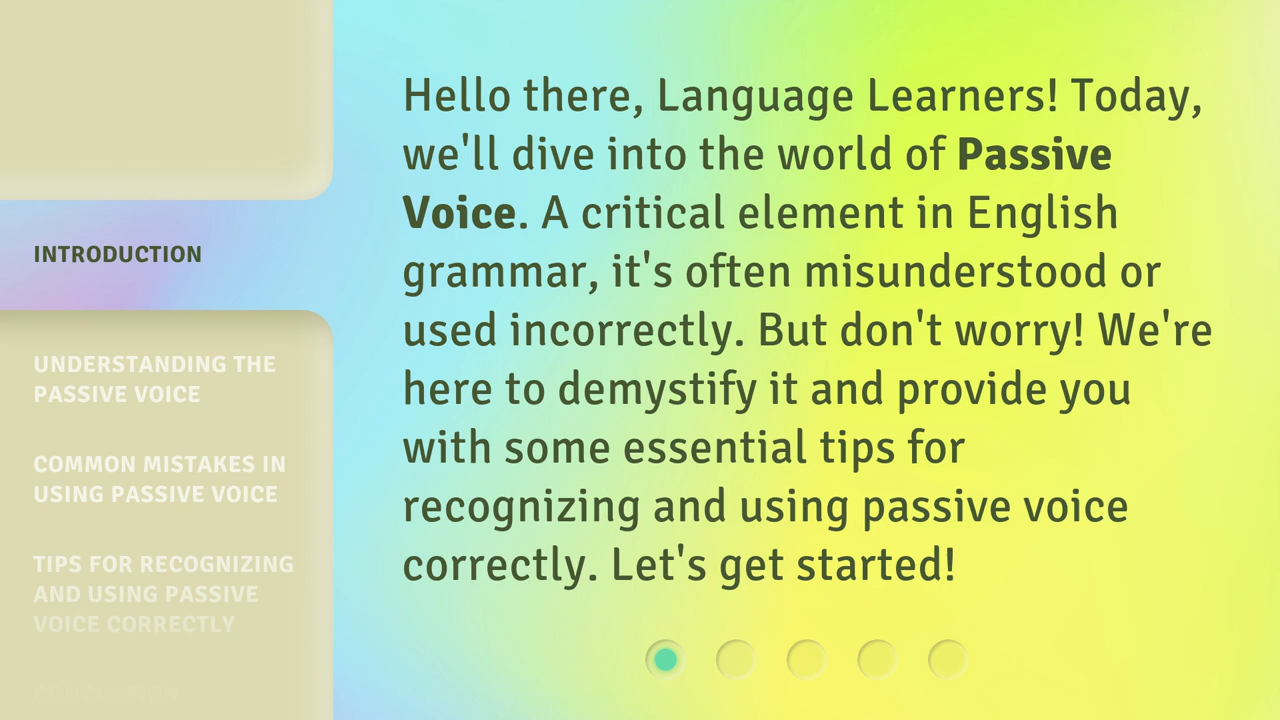 INTRODUCTION
UNDERSTANDING THE
PASSIVE VOICE
COMMON MISTAKES IN
USING PASSIVE VOICE
TIPS FOR RECOGNIZING
AND USING PASSIVE
VOICE CORRECTLY
CONCLUSION
Hello there, Language Learners! Today,
we'll dive into the world of Passive
Voice. A critical element in English
grammar, it's often misunderstood or
used incorrectly. But don't worry! We're
here to demystify it and provide you
with some essential tips for
recognizing and using passive voice
correctly. Let's get started!